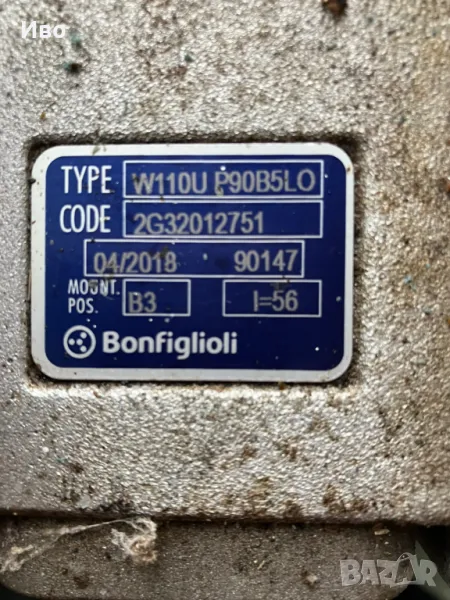 Иво
TYPE W110U P90B5LO
CODE 2G32012751
04/2018 90147
MOUNT. POS. B3 I=56
Bonfiglioli
BAZAR